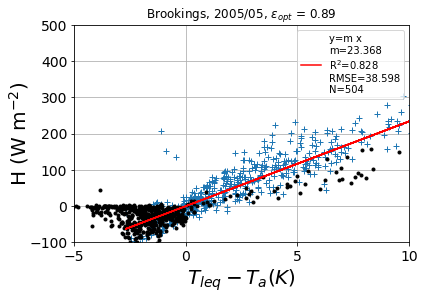 Brookings, 2005/05, ε_opt = 0.89
500
400
300
200
100
0
−100
H (W m⁻²)
y=m x
m=23.368
R²=0.828
RMSE=38.598
N=504
−5
0
5
10
T_leq − T_a(K)